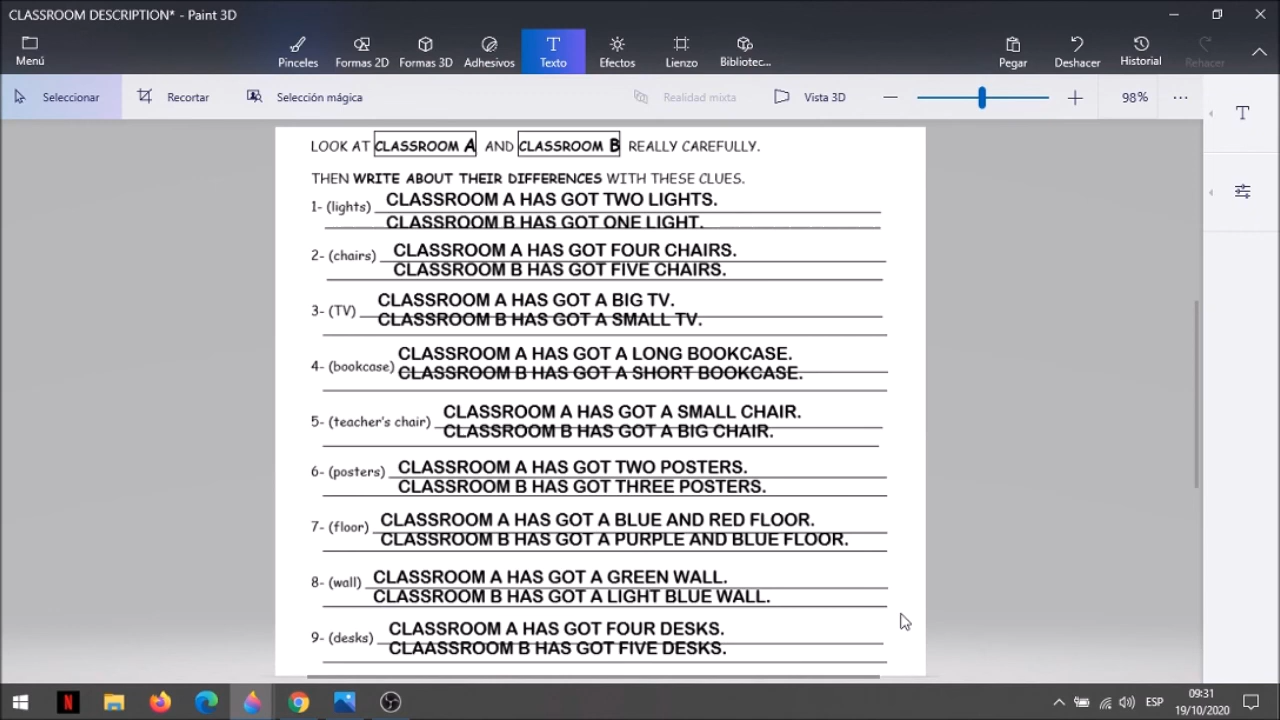 CLASSROOM DESCRIPTION* - Paint 3D
Menú
Pinceles
Formas 2D
Formas 3D
Adhesivos
Texto
Efectos
Lienzo
Bibliotec...
Pegar
Deshacer
Historial
Rehacer
Seleccionar
Recortar
Selección mágica
Realidad mixta
Vista 3D
98%
LOOK AT CLASSROOM A AND CLASSROOM B REALLY CAREFULLY.
THEN WRITE ABOUT THEIR DIFFERENCES WITH THESE CLUES.
1- (lights) CLASSROOM A HAS GOT TWO LIGHTS.
CLASSROOM B HAS GOT ONE LIGHT.
2- (chairs) CLASSROOM A HAS GOT FOUR CHAIRS.
CLASSROOM B HAS GOT FIVE CHAIRS.
3- (TV) CLASSROOM A HAS GOT A BIG TV.
CLASSROOM B HAS GOT A SMALL TV.
4- (bookcase) CLASSROOM A HAS GOT A LONG BOOKCASE.
CLASSROOM B HAS GOT A SHORT BOOKCASE.
5- (teacher's chair) CLASSROOM A HAS GOT A SMALL CHAIR.
CLASSROOM B HAS GOT A BIG CHAIR.
6- (posters) CLASSROOM A HAS GOT TWO POSTERS.
CLASSROOM B HAS GOT THREE POSTERS.
7- (floor) CLASSROOM A HAS GOT A BLUE AND RED FLOOR.
CLASSROOM B HAS GOT A PURPLE AND BLUE FLOOR.
8- (wall) CLASSROOM A HAS GOT A GREEN WALL.
CLASSROOM B HAS GOT A LIGHT BLUE WALL.
9- (desks) CLASSROOM A HAS GOT FOUR DESKS.
CLAASSROOM B HAS GOT FIVE DESKS.
ESP
09:31
19/10/2020